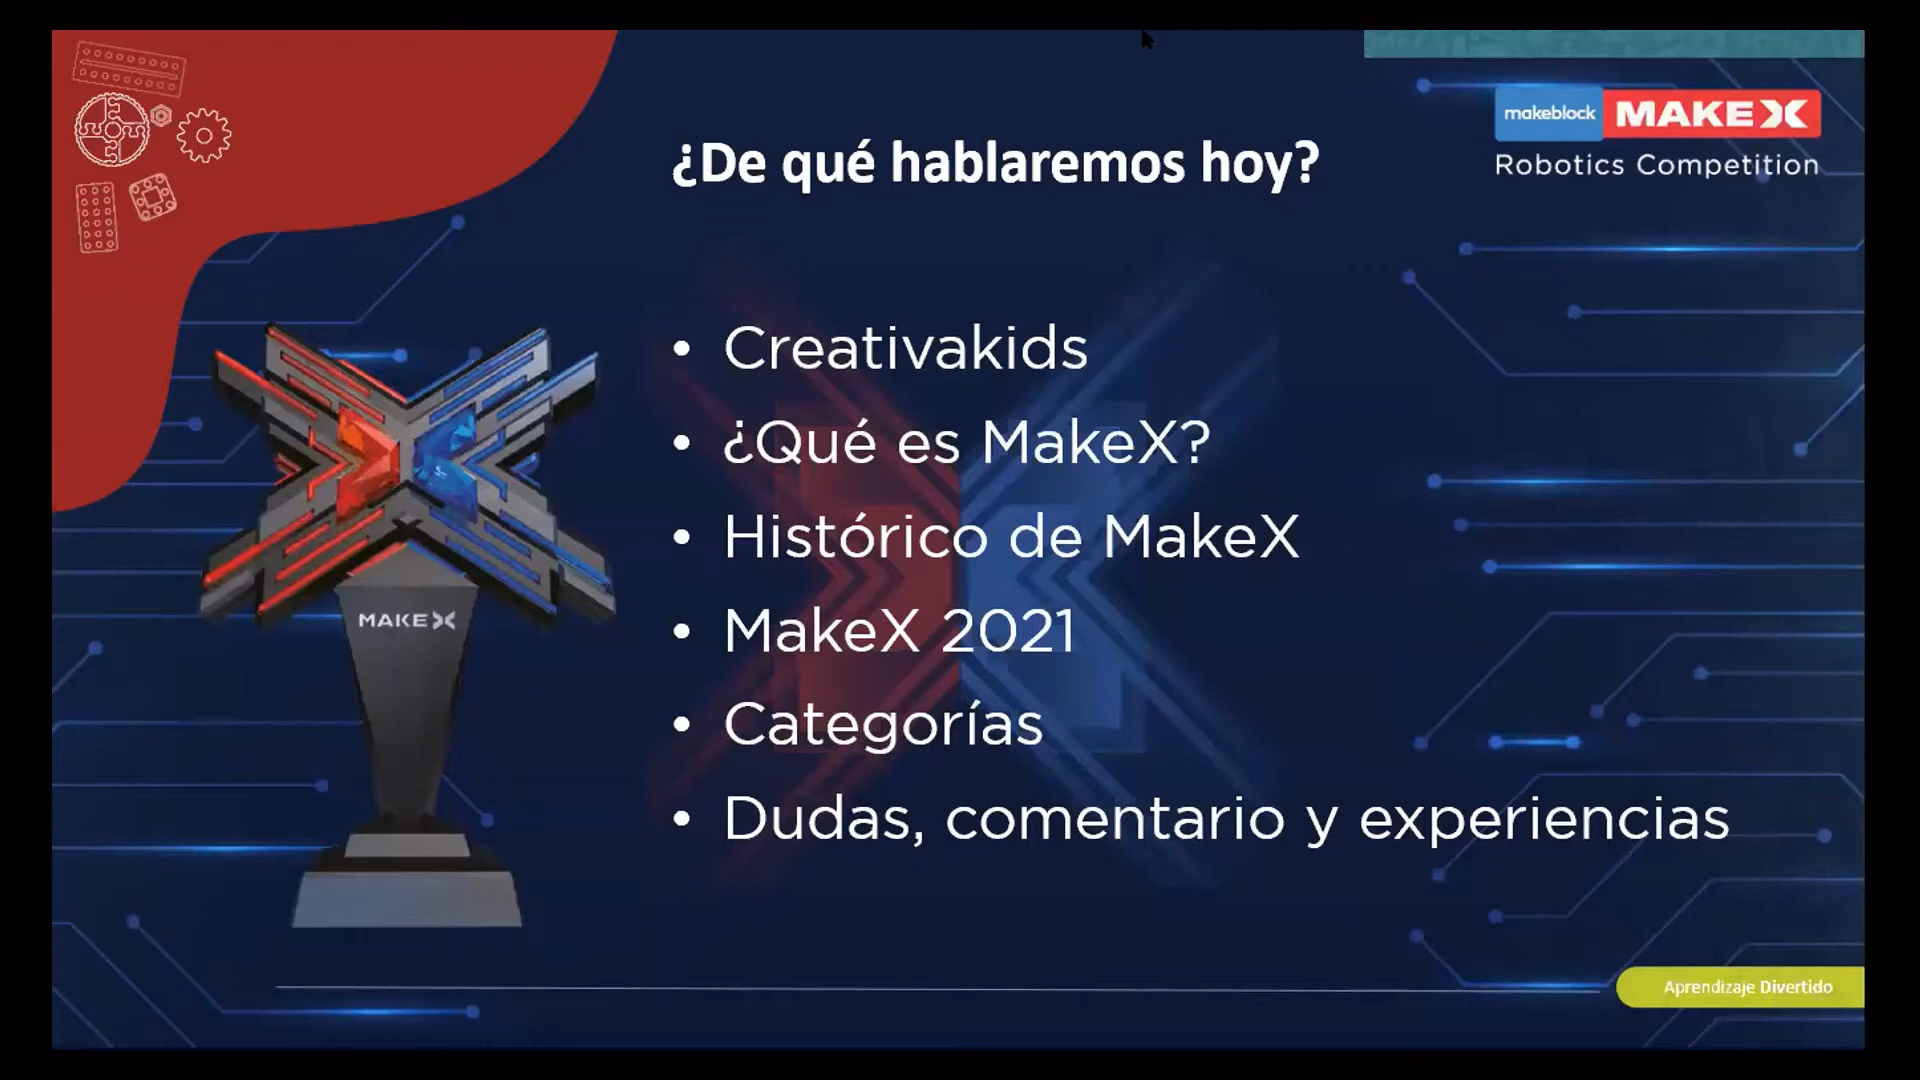 makeblock MAKEX
Robotics Competition
¿De qué hablaremos hoy?
• Creativakids
• ¿Qué es MakeX?
• Histórico de MakeX
• MakeX 2021
• Categorías
• Dudas, comentario y experiencias
MAKEX
Aprendizaje Divertido